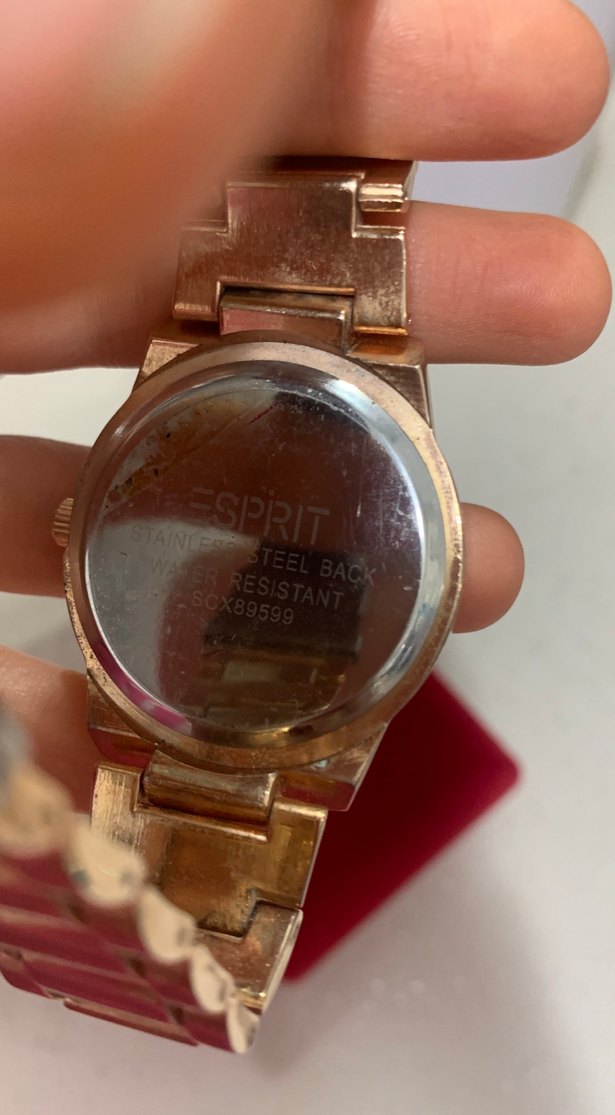 ESPRIT
STAINLESS STEEL BACK
WATER RESISTANT
SCX89599